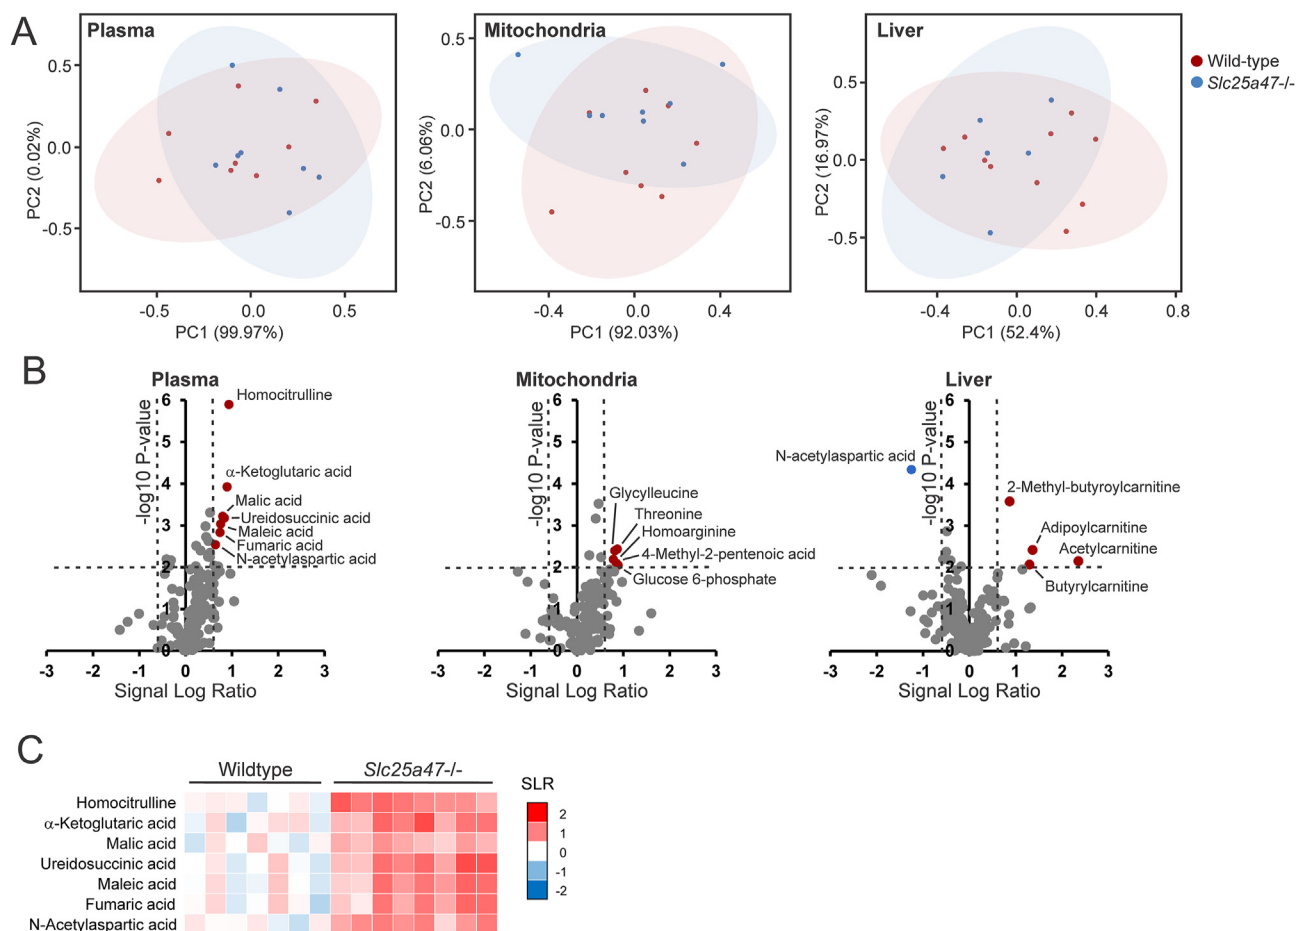 A
Plasma
Mitochondria
Liver
Wild-type
Slc25a47-/-
PC2 (0.02%)
0.5
0.0
-0.5
-0.5 0.0 0.5
PC1 (99.97%)
PC2 (6.06%)
0.5
0.0
-0.5
-0.4 0.0 0.4
PC1 (92.03%)
PC2 (16.97%)
0.5
0.0
-0.5
-0.4 0.0 0.4 0.8
PC1 (52.4%)
B
Plasma
-log10 P-value
6
5
4
3
2
1
0
Homocitrulline
α-Ketoglutaric acid
Malic acid
Ureidosuccinic acid
Maleic acid
Fumaric acid
N-acetylaspartic acid
-3 -2 -1 0 1 2 3
Signal Log Ratio
Mitochondria
-log10 P-value
6
5
4
3
2
1
0
Glycylleucine
Threonine
Homoarginine
4-Methyl-2-pentenoic acid
Glucose 6-phosphate
-3 -2 -1 0 1 2 3
Signal Log Ratio
Liver
-log10 P-value
6
5
4
3
2
1
0
N-acetylaspartic acid
2-Methyl-butyroylcarnitine
Adipoylcarnitine
Acetylcarnitine
Butyrylcarnitine
-3 -2 -1 0 1 2 3
Signal Log Ratio
C
Wildtype
Slc25a47-/-
SLR
Homocitrulline
α-Ketoglutaric acid
Malic acid
Ureidosuccinic acid
Maleic acid
Fumaric acid
N-Acetylaspartic acid
2
1
0
-1
-2